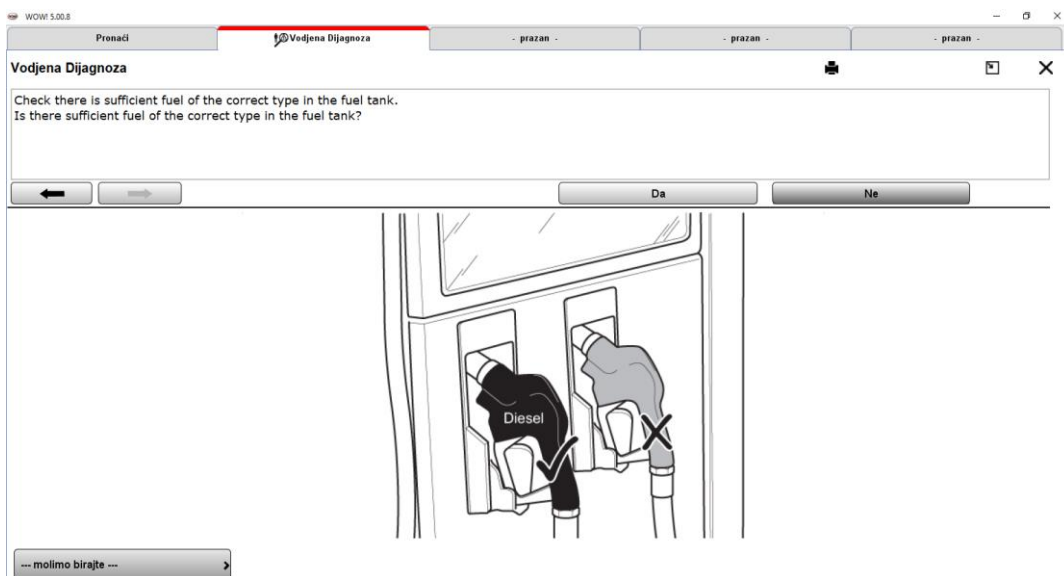 WOW! 5.00.8
Pronaći
Vodjena Dijagnoza
- prazan -
- prazan -
- prazan -
Vodjena Dijagnoza
Check there is sufficient fuel of the correct type in the fuel tank.
Is there sufficient fuel of the correct type in the fuel tank?
Da
Ne
Diesel
--- molimo birajte ---